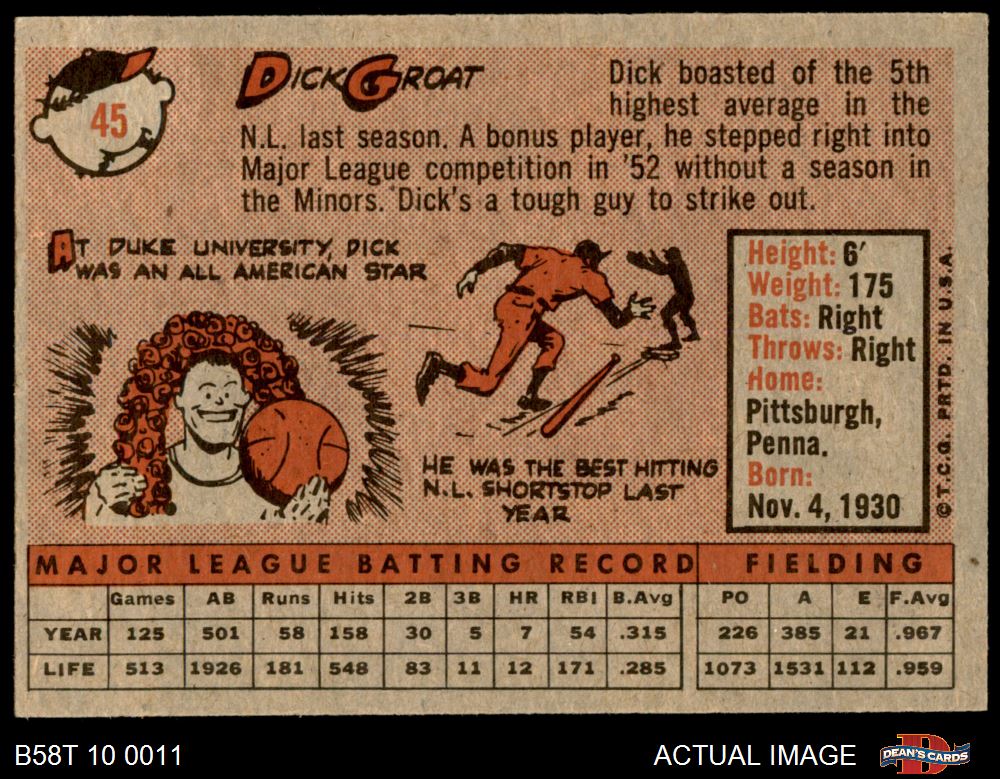 45
DICK GROAT
Dick boasted of the 5th
highest average in the
N.L. last season. A bonus player, he stepped right into
Major League competition in '52 without a season in
the Minors. Dick's a tough guy to strike out.
AT DUKE UNIVERSITY, DICK
WAS AN ALL AMERICAN STAR
HE WAS THE BEST HITTING
N.L. SHORTSTOP LAST
YEAR
Height: 6'
Weight: 175
Bats: Right
Throws: Right
Home:
Pittsburgh,
Penna.
Born:
Nov. 4, 1930
© T.C.G. PRTD. IN U.S.A.
MAJOR LEAGUE BATTING RECORD FIELDING
Games AB Runs Hits 2B 3B HR RBI B.Avg PO A E F.Avg
YEAR 125 501 58 158 30 5 7 54 .315 226 385 21 .967
LIFE 513 1926 181 548 83 11 12 171 .285 1073 1531 112 .959
B58T 10 0011 ACTUAL IMAGE DEAN'S CARDS